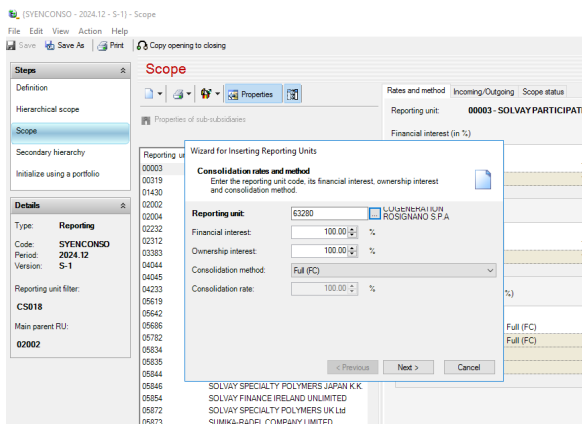 (SYENCONSO - 2024.12 - S-1) - Scope
File Edit View Action Help
Save Save As Print Copy opening to closing
Steps
Definition
Hierarchical scope
Scope
Secondary hierarchy
Initialize using a portfolio
Details
Type: Reporting
Code: SYENCONSO
Period: 2024.12
Version: S-1
Reporting unit filter:
CS018
Main parent RU:
02002
Scope
Properties
Properties of sub-subsidiaries
Reporting u
00003
00319
01430
02002
02004
02232
02312
03383
04044
04045
04233
05619
05642
05686
05782
05834
05835
05844
05846 SOLVAY SPECIALTY POLYMERS JAPAN K.K.
05854 SOLVAY FINANCE IRELAND UNLIMITED
05872 SOLVAY SPECIALTY POLYMERS UK Ltd
05873 SUMIKA-RADEL COMPANY LIMITED
Wizard for Inserting Reporting Units
Consolidation rates and method
Enter the reporting unit code, its financial interest, ownership interest
and consolidation method.
Reporting unit: 63280 ... COGENERATION
ROSIGNANO S.P.A
Financial interest: 100.00 %
Ownership interest: 100.00 %
Consolidation method: Full (FC)
Consolidation rate: 100.00 %
< Previous Next > Cancel
Rates and method Incoming/Outgoing Scope status
Reporting unit: 00003 - SOLVAY PARTICIPATI
Financial interest (in %)
%)
Full (FC)
Full (FC)